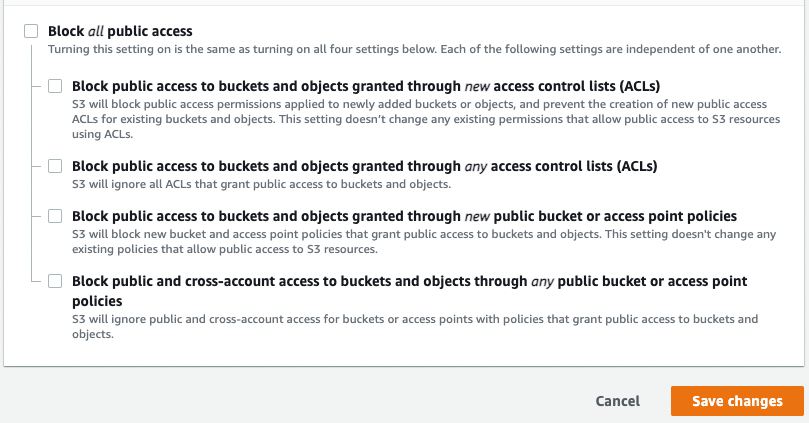 Block all public access
Turning this setting on is the same as turning on all four settings below. Each of the following settings are independent of one another.
Block public access to buckets and objects granted through new access control lists (ACLs)
S3 will block public access permissions applied to newly added buckets or objects, and prevent the creation of new public access
ACLs for existing buckets and objects. This setting doesn't change any existing permissions that allow public access to S3 resources
using ACLs.
Block public access to buckets and objects granted through any access control lists (ACLs)
S3 will ignore all ACLs that grant public access to buckets and objects.
Block public access to buckets and objects granted through new public bucket or access point policies
S3 will block new bucket and access point policies that grant public access to buckets and objects. This setting doesn't change any
existing policies that allow public access to S3 resources.
Block public and cross-account access to buckets and objects through any public bucket or access point
policies
S3 will ignore public and cross-account access for buckets or access points with policies that grant public access to buckets and
objects.
Cancel
Save changes